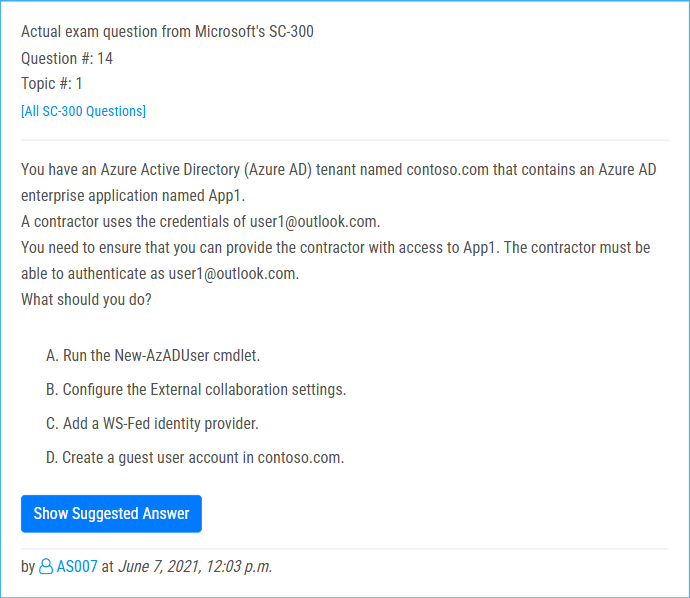 Actual exam question from Microsoft's SC-300
Question #: 14
Topic #: 1
[All SC-300 Questions]
You have an Azure Active Directory (Azure AD) tenant named contoso.com that contains an Azure AD
enterprise application named App1.
A contractor uses the credentials of user1@outlook.com.
You need to ensure that you can provide the contractor with access to App1. The contractor must be
able to authenticate as user1@outlook.com.
What should you do?
A. Run the New-AzADUser cmdlet.
B. Configure the External collaboration settings.
C. Add a WS-Fed identity provider.
D. Create a guest user account in contoso.com.
Show Suggested Answer
by AS007 at June 7, 2021, 12:03 p.m.